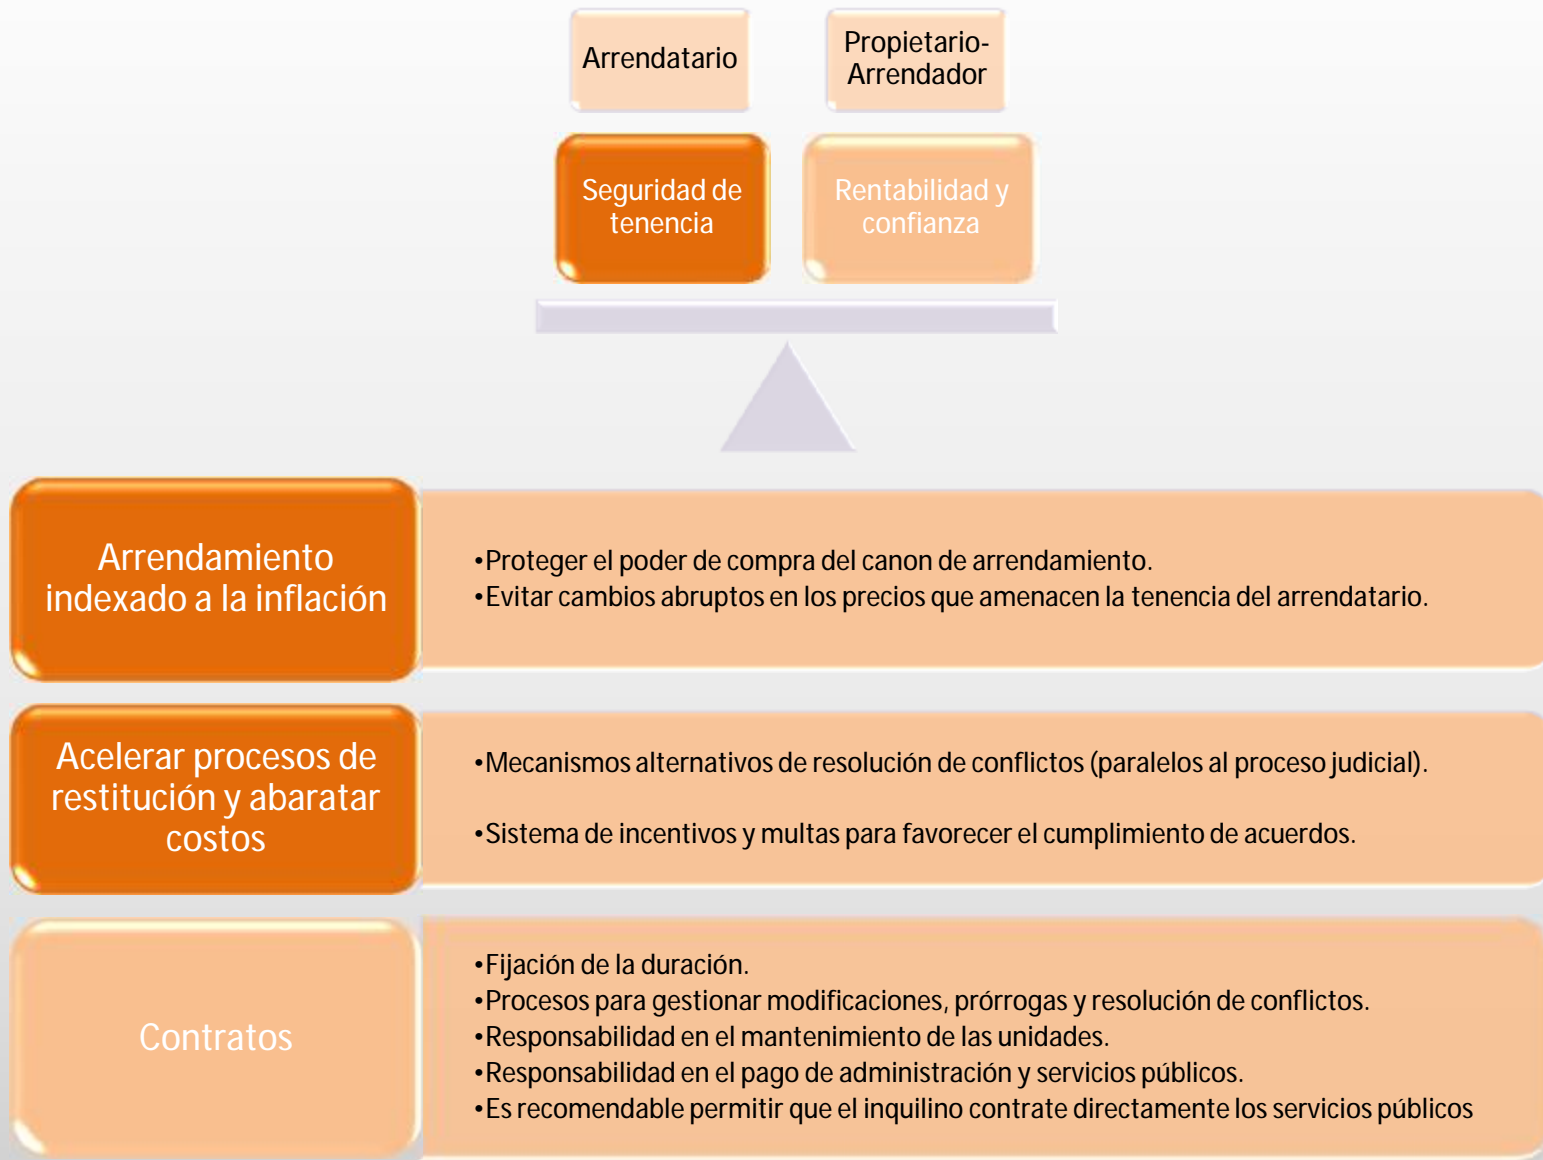 Arrendatario
Propietario-
Arrendador
Seguridad de
tenencia
Rentabilidad y
confianza
Arrendamiento
indexado a la inflación
•Proteger el poder de compra del canon de arrendamiento.
•Evitar cambios abruptos en los precios que amenacen la tenencia del arrendatario.
Acelerar procesos de
restitución y abaratar
costos
•Mecanismos alternativos de resolución de conflictos (paralelos al proceso judicial).
•Sistema de incentivos y multas para favorecer el cumplimiento de acuerdos.
Contratos
•Fijación de la duración.
•Procesos para gestionar modificaciones, prórrogas y resolución de conflictos.
•Responsabilidad en el mantenimiento de las unidades.
•Responsabilidad en el pago de administración y servicios públicos.
•Es recomendable permitir que el inquilino contrate directamente los servicios públicos